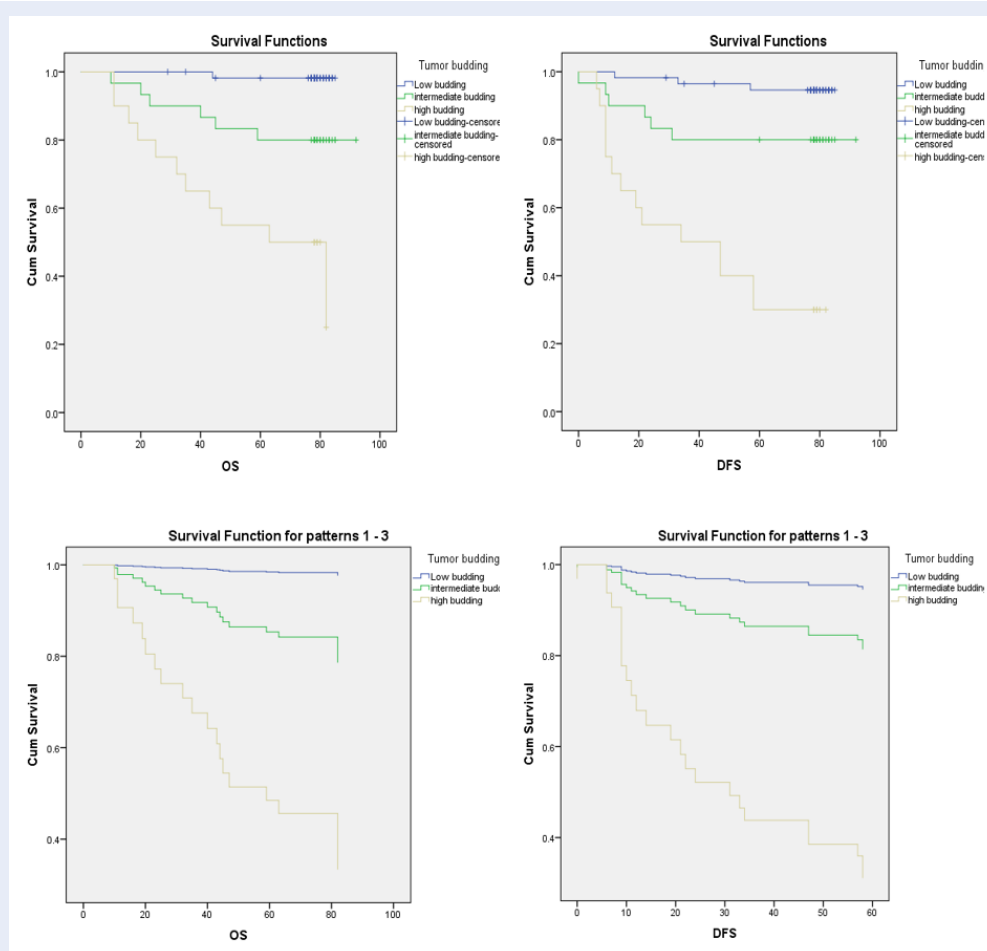 Survival Functions
Cum Survival
1.0
0.8
0.6
0.4
0.2
0.0
0 20 40 60 80 100
OS
Tumor budding
Low budding
intermediate budding
high budding
Low budding-censore
intermediate budding-
censored
high budding-censore
Survival Functions
Cum Survival
1.0
0.8
0.6
0.4
0.2
0.0
0 20 40 60 80 100
DFS
Tumor buddin
Low budding
intermediate budd
high budding
Low budding-cen
intermediate budd
censored
high budding-cen
Survival Function for patterns 1 - 3
Cum Survival
1.0
0.8
0.6
0.4
0 20 40 60 80 100
OS
Tumor budding
Low budding
intermediate budd
high budding
Survival Function for patterns 1 - 3
Cum Survival
1.0
0.8
0.6
0.4
0 10 20 30 40 50 60
DFS
Tumor budding
Low budding
intermediate budding
high budding